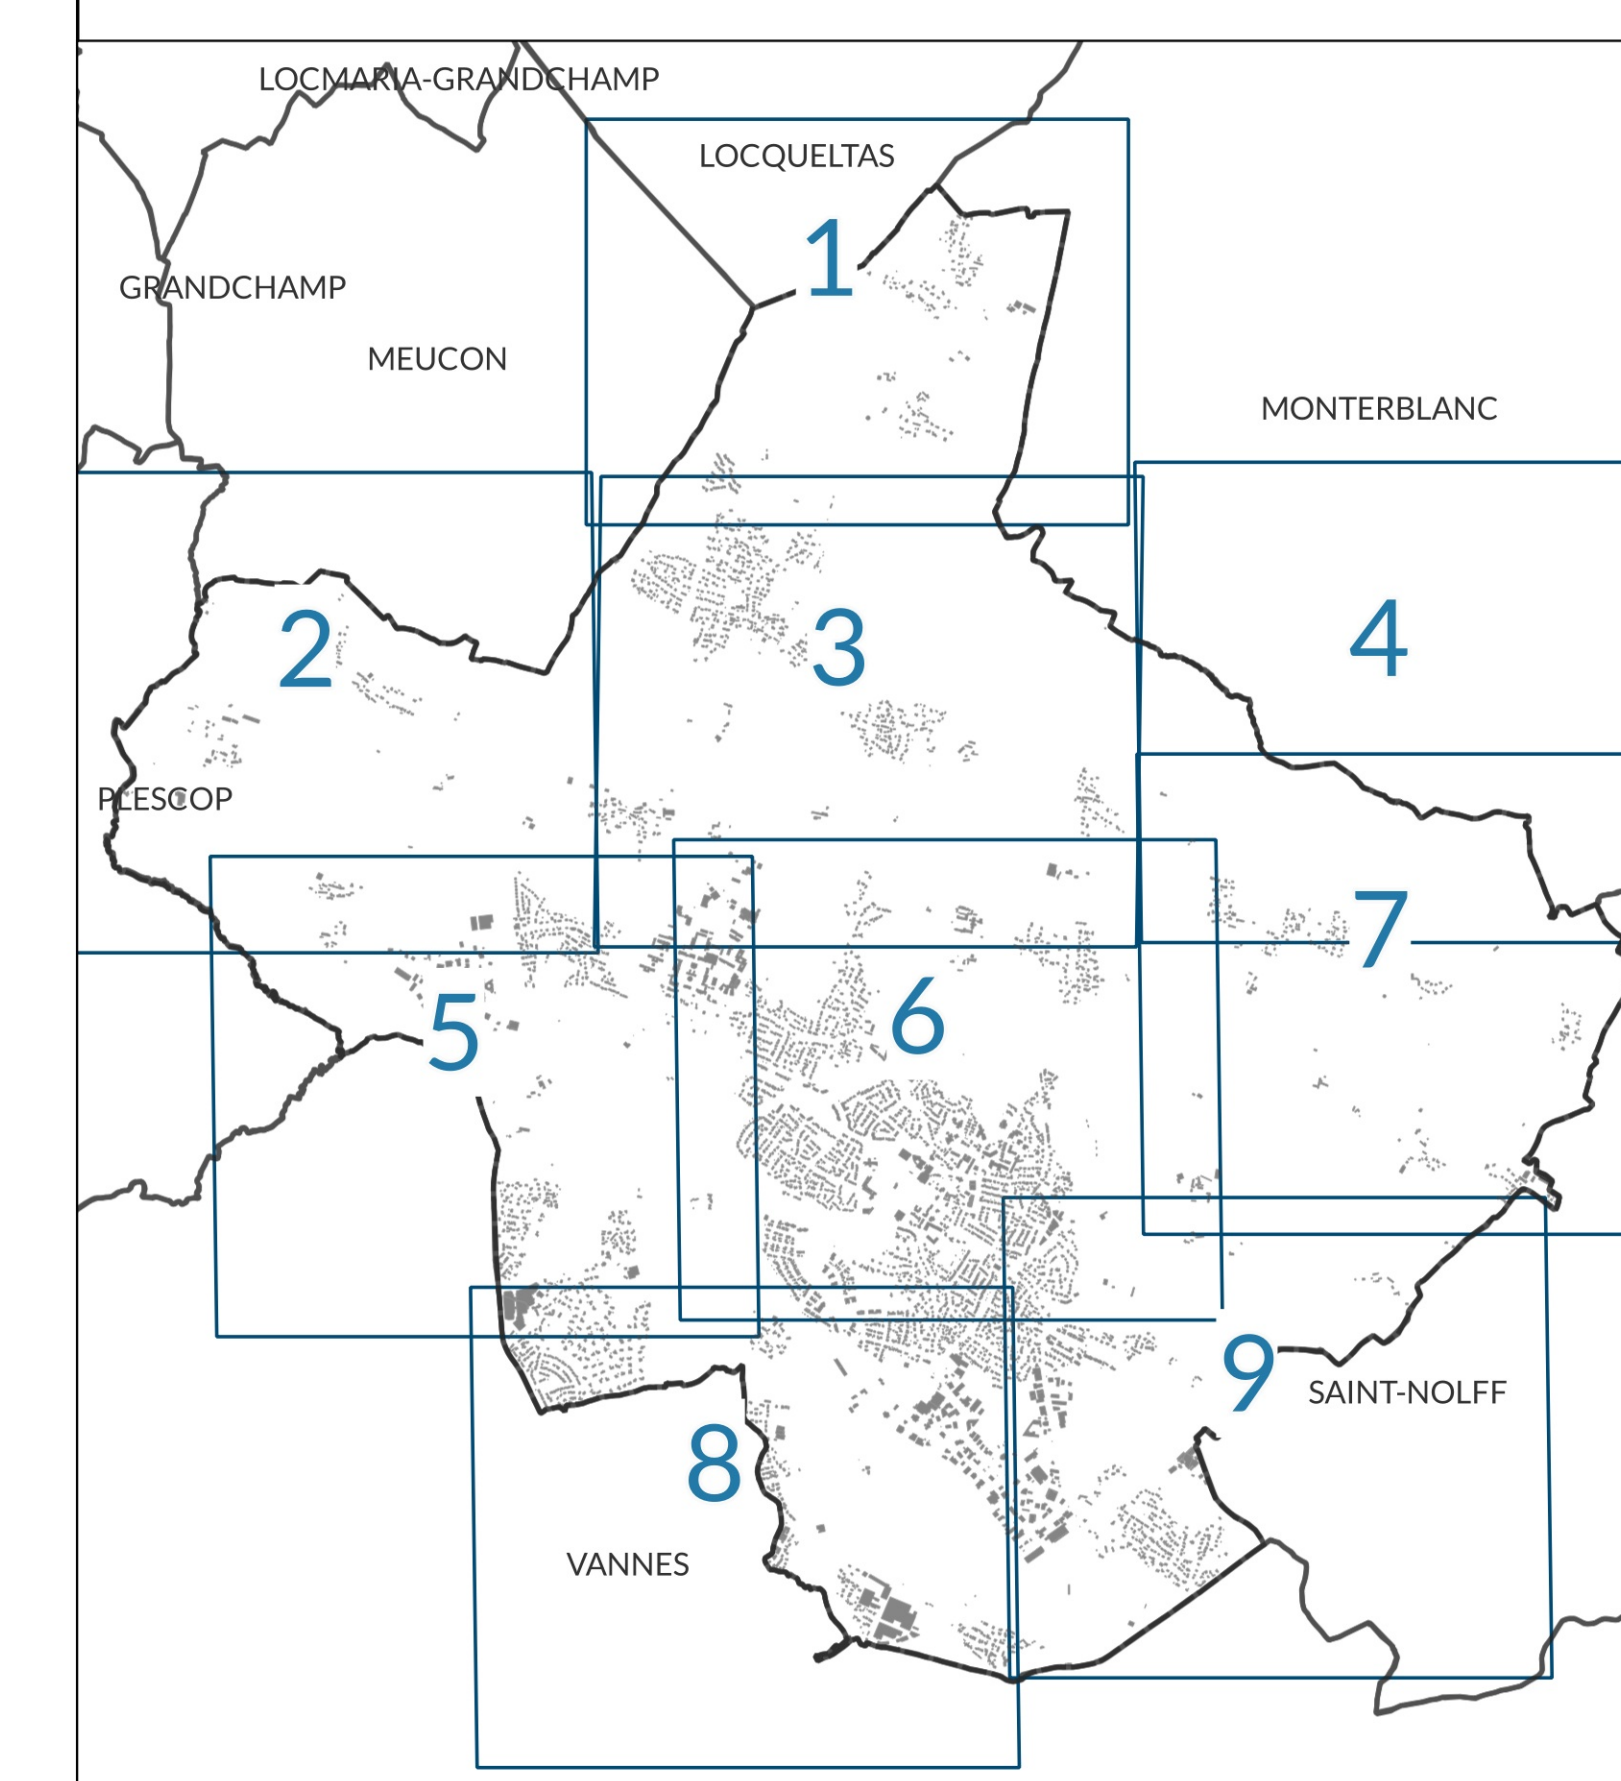 LOCMARIA-GRANDCHAMP
LOCQUELTAS
1
GRANDCHAMP
MEUCON
MONTERBLANC
2
3
4
PLESCOP
7
5
6
9
SAINT-NOLFF
8
VANNES